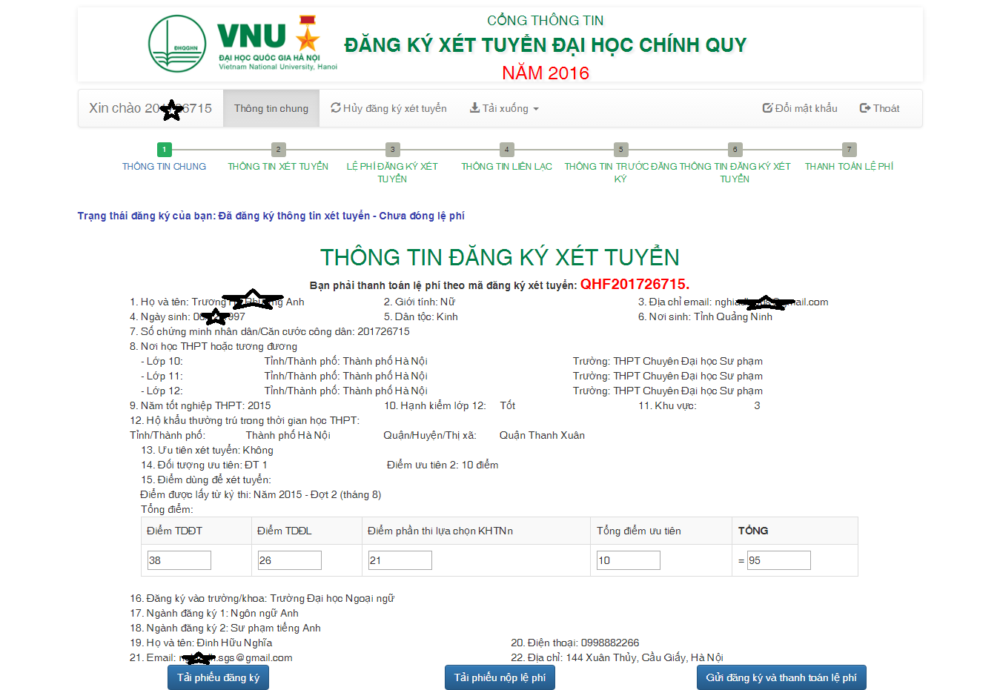 ĐHQGHN
VNU
ĐẠI HỌC QUỐC GIA HÀ NỘI
Vietnam National University, Hanoi
CỔNG THÔNG TIN
ĐĂNG KÝ XÉT TUYỂN ĐẠI HỌC CHÍNH QUY
NĂM 2016
Xin chào 20 6715 Thông tin chung Hủy đăng ký xét tuyển Tải xuống Đổi mật khẩu Thoát
1 2 3 4 5 6 7
THÔNG TIN CHUNG THÔNG TIN XÉT TUYỂN LỆ PHÍ ĐĂNG KÝ XÉT TUYỂN THÔNG TIN LIÊN LẠC THÔNG TIN TRƯỚC ĐĂNG KÝ THÔNG TIN ĐĂNG KÝ XÉT TUYỂN THANH TOÁN LỆ PHÍ
Trạng thái đăng ký của bạn: Đã đăng ký thông tin xét tuyển - Chưa đóng lệ phí
THÔNG TIN ĐĂNG KÝ XÉT TUYỂN
Bạn phải thanh toán lệ phí theo mã đăng ký xét tuyển: QHF201726715.
1. Họ và tên: Trương Anh 2. Giới tính: Nữ 3. Địa chỉ email: mail.com
4. Ngày sinh: 997 5. Dân tộc: Kinh 6. Nơi sinh: Tỉnh Quảng Ninh
7. Số chứng minh nhân dân/Căn cước công dân: 201726715
8. Nơi học THPT hoặc tương đương
- Lớp 10: Tỉnh/Thành phố: Thành phố Hà Nội Trường: THPT Chuyên Đại học Sư phạm
- Lớp 11: Tỉnh/Thành phố: Thành phố Hà Nội Trường: THPT Chuyên Đại học Sư phạm
- Lớp 12: Tỉnh/Thành phố: Thành phố Hà Nội Trường: THPT Chuyên Đại học Sư phạm
9. Năm tốt nghiệp THPT: 2015 10. Hạnh kiểm lớp 12: Tốt 11. Khu vực: 3
12. Hộ khẩu thường trú trong thời gian học THPT:
Tỉnh/Thành phố: Thành phố Hà Nội Quận/Huyện/Thị xã: Quận Thanh Xuân
13. Ưu tiên xét tuyển: Không
14. Đối tượng ưu tiên: ĐT 1 Điểm ưu tiên 2: 10 điểm
15. Điểm dùng để xét tuyển:
Điểm được lấy từ kỳ thi: Năm 2015 - Đợt 2 (tháng 8)
Tổng điểm:
Điểm TDĐT Điểm TDĐL Điểm phần thi lựa chọn KHTNn Tổng điểm ưu tiên TỔNG
38 26 21 10 = 95
16. Đăng ký vào trường/khoa: Trường Đại học Ngoại ngữ
17. Ngành đăng ký 1: Ngôn ngữ Anh
18. Ngành đăng ký 2: Sư phạm tiếng Anh
19. Họ và tên: Đinh Hữu Nghĩa 20. Điện thoại: 0998882266
21. Email: .sgs@gmail.com 22. Địa chỉ: 144 Xuân Thủy, Cầu Giấy, Hà Nội
Tải phiếu đăng ký Tải phiếu nộp lệ phí Gửi đăng ký và thanh toán lệ phí